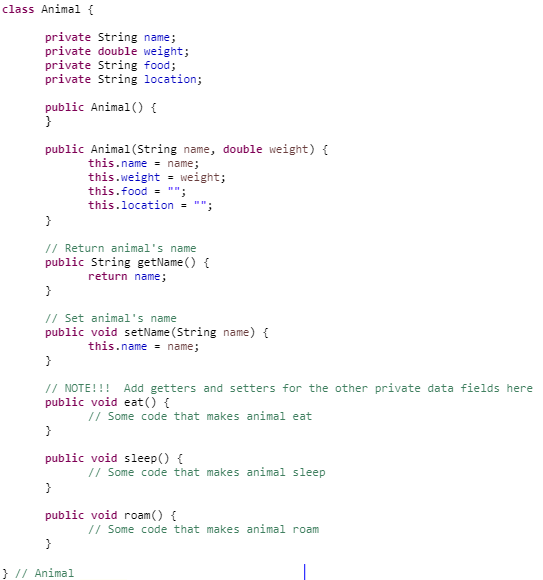 class Animal {
private String name;
private double weight;
private String food;
private String location;
public Animal() {
}
public Animal(String name, double weight) {
this.name = name;
this.weight = weight;
this.food = "";
this.location = "";
}
// Return animal's name
public String getName() {
return name;
}
// Set animal's name
public void setName(String name) {
this.name = name;
}
// NOTE!!!  Add getters and setters for the other private data fields here
public void eat() {
// Some code that makes animal eat
}
public void sleep() {
// Some code that makes animal sleep
}
public void roam() {
// Some code that makes animal roam
}
} // Animal